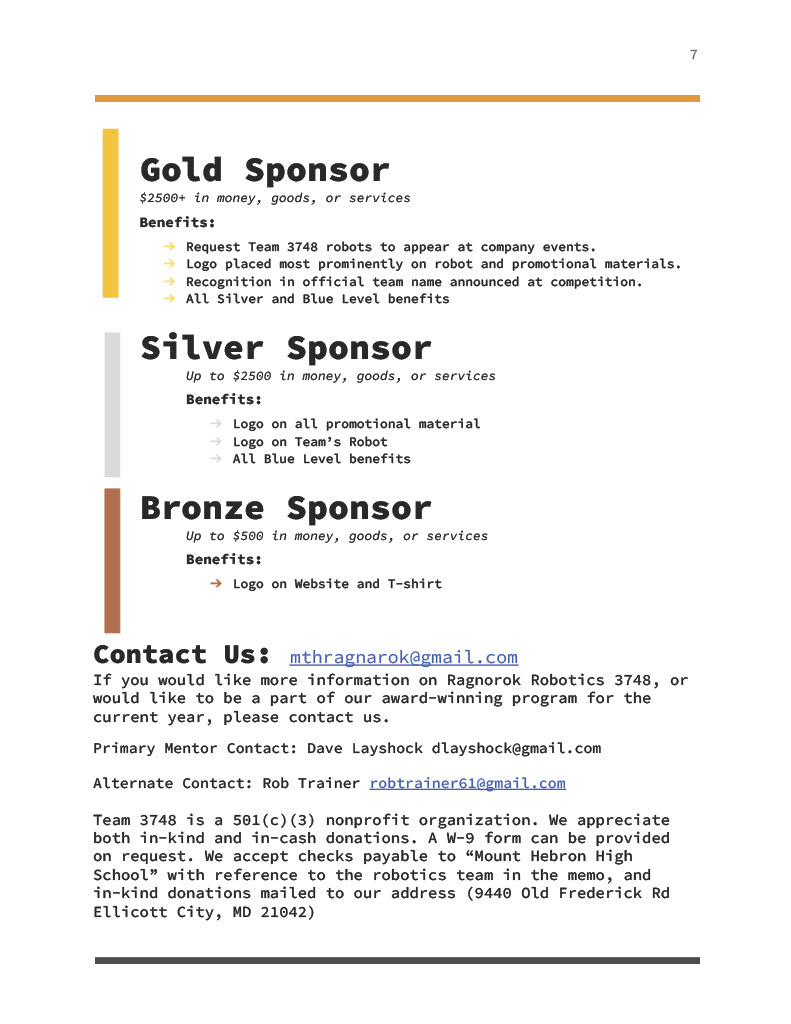 7
Gold Sponsor
$2500+ in money, goods, or services
Benefits:
→ Request Team 3748 robots to appear at company events.
→ Logo placed most prominently on robot and promotional materials.
→ Recognition in official team name announced at competition.
→ All Silver and Blue Level benefits
Silver Sponsor
Up to $2500 in money, goods, or services
Benefits:
→ Logo on all promotional material
→ Logo on Team’s Robot
→ All Blue Level benefits
Bronze Sponsor
Up to $500 in money, goods, or services
Benefits:
→ Logo on Website and T-shirt
Contact Us: mthragnarok@gmail.com
If you would like more information on Ragnorok Robotics 3748, or
would like to be a part of our award-winning program for the
current year, please contact us.
Primary Mentor Contact: Dave Layshock dlayshock@gmail.com
Alternate Contact: Rob Trainer robtrainer61@gmail.com
Team 3748 is a 501(c)(3) nonprofit organization. We appreciate
both in-kind and in-cash donations. A W-9 form can be provided
on request. We accept checks payable to “Mount Hebron High
School” with reference to the robotics team in the memo, and
in-kind donations mailed to our address (9440 Old Frederick Rd
Ellicott City, MD 21042)